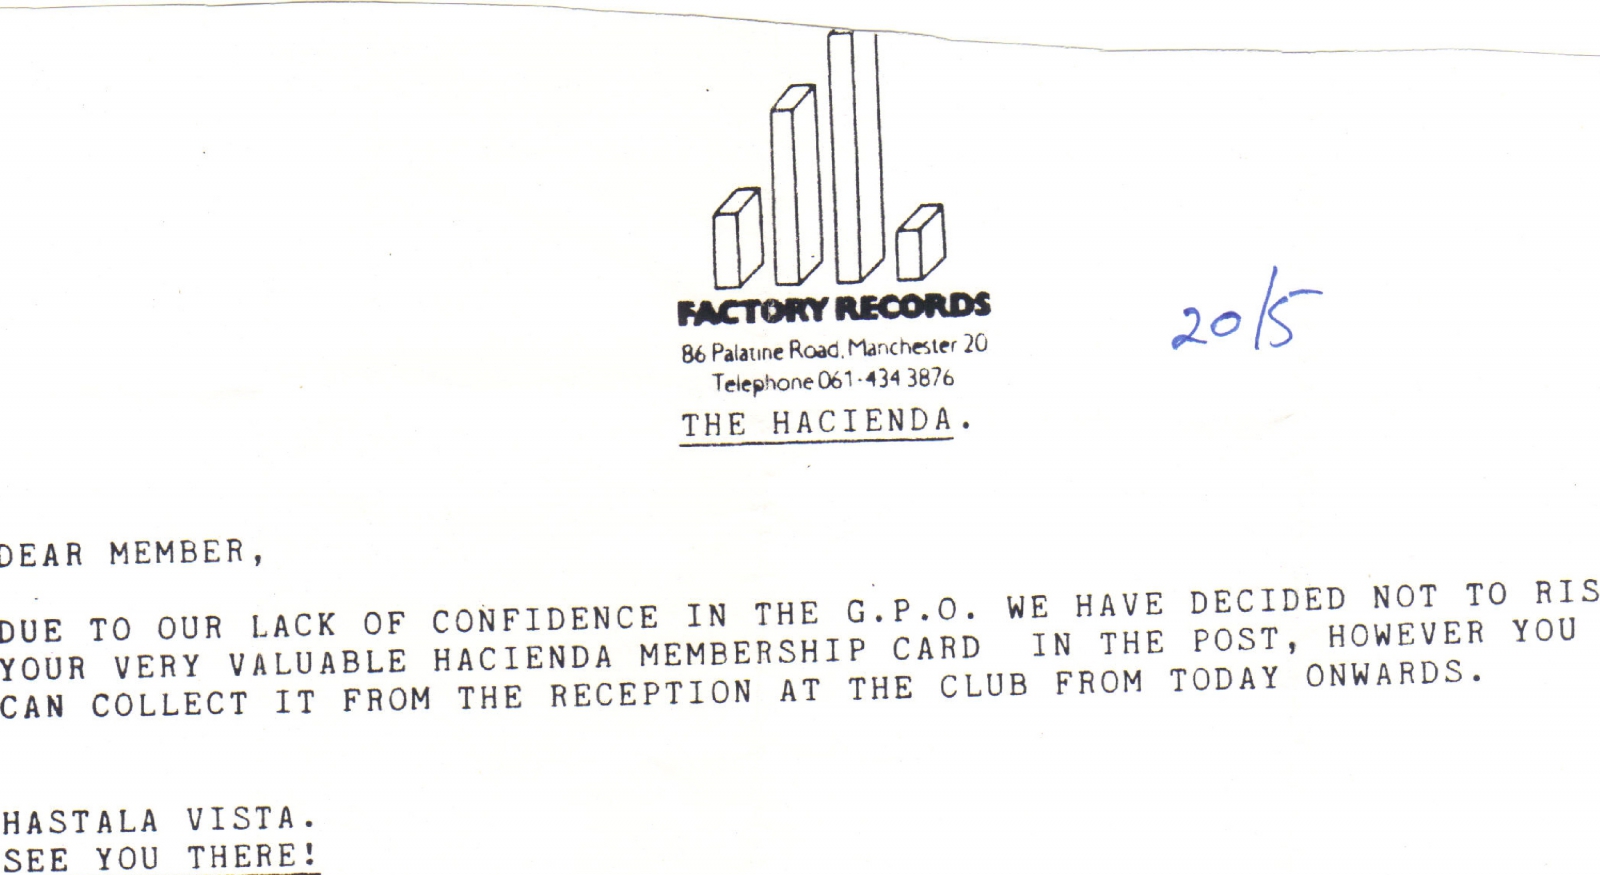 FACTORY RECORDS
86 Palatine Road, Manchester 20
Telephone 061-434 3876
20/5
THE HACIENDA.
DEAR MEMBER,
DUE TO OUR LACK OF CONFIDENCE IN THE G.P.O. WE HAVE DECIDED NOT TO RIS
YOUR VERY VALUABLE HACIENDA MEMBERSHIP CARD IN THE POST, HOWEVER YOU
CAN COLLECT IT FROM THE RECEPTION AT THE CLUB FROM TODAY ONWARDS.
HASTALA VISTA.
SEE YOU THERE!